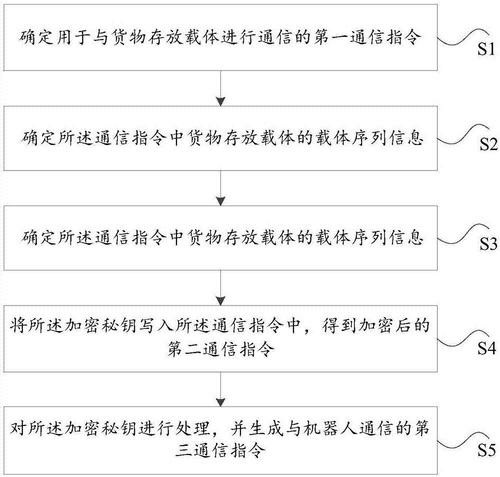 确定用于与货物存放载体进行通信的第一通信指令
S1
确定所述通信指令中货物存放载体的载体序列信息
S2
确定所述通信指令中货物存放载体的载体序列信息
S3
将所述加密秘钥写入所述通信指令中，得到加密后的
第二通信指令
S4
对所述加密秘钥进行处理，并生成与机器人通信的第
三通信指令
S5